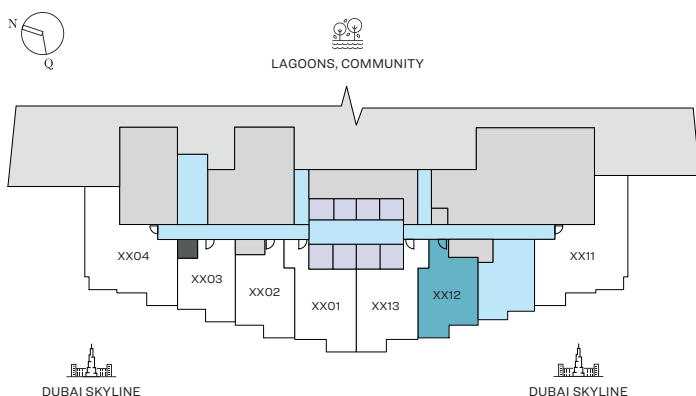 N
Q
LAGOONS, COMMUNITY
XX04
XX03
XX02
XX01
XX13
XX12
XX11
DUBAI SKYLINE
DUBAI SKYLINE